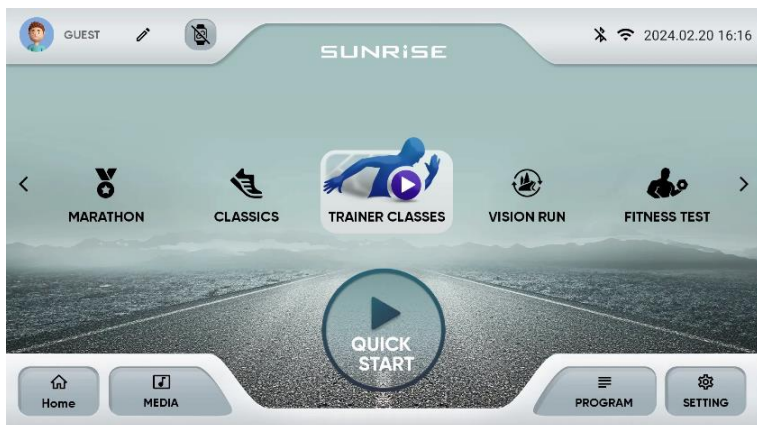 GUEST
SUNRiSE
2024.02.20 16:16
MARATHON
CLASSICS
TRAINER CLASSES
VISION RUN
FITNESS TEST
QUICK
START
Home
MEDIA
PROGRAM
SETTING